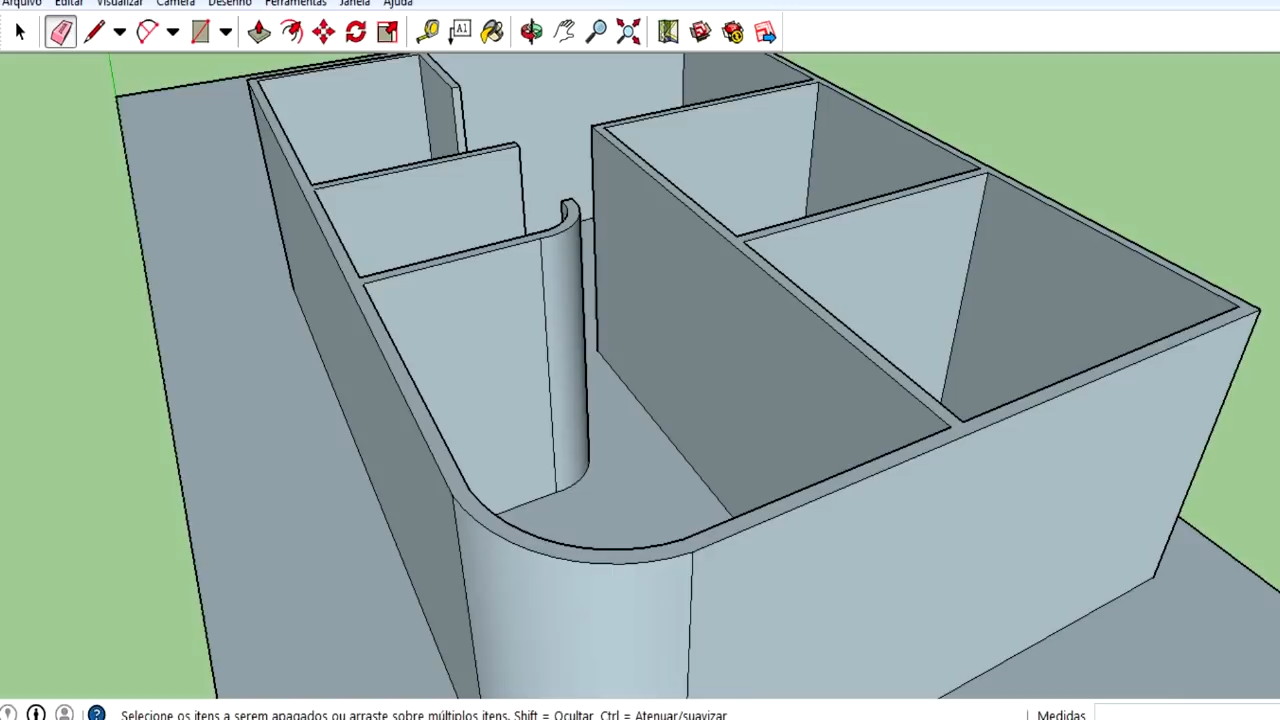 Arquivo Editar Visualizar Câmera Desenho Ferramentas Janela Ajuda
A1
Selecione os itens a serem apagados ou arraste sobre múltiplos itens. Shift = Ocultar, Ctrl = Atenuar/suavizar
Medidas